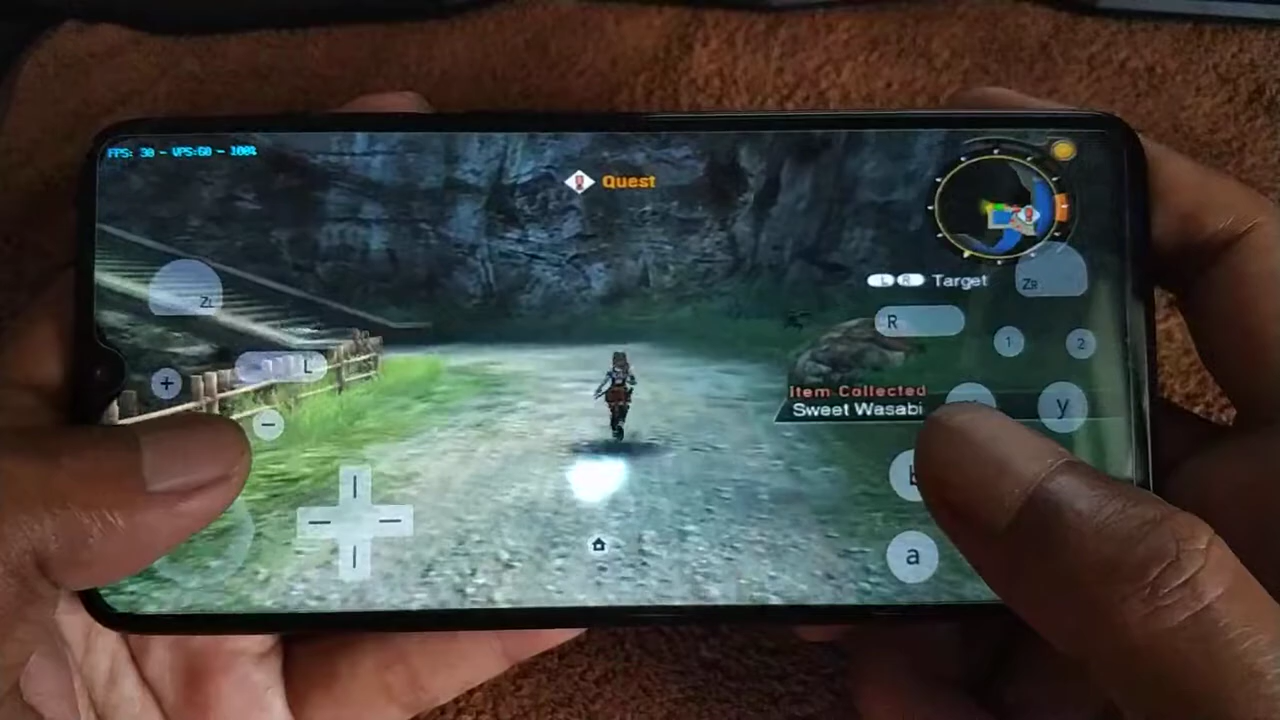 FPS: 30 - VPS:60 - 100%
Quest
L R Target
ZL
ZR
R
L
1
2
+
Item Collected
Sweet Wasabi
y
-
b
a